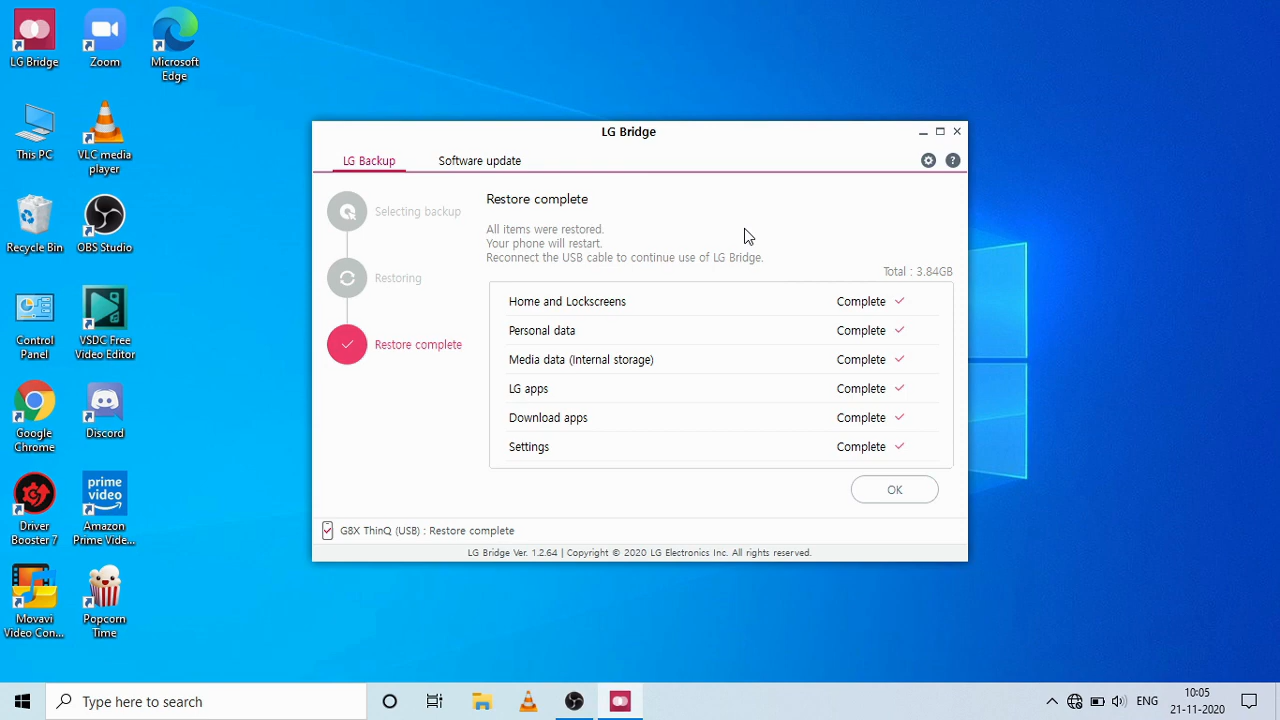 LG Bridge
Zoom
Microsoft
Edge
This PC
VLC media
player
Recycle Bin
OBS Studio
Control
Panel
VSDC Free
Video Editor
Google
Chrome
Discord
Driver
Booster 7
prime
video
Amazon
Prime Vide...
Movavi
Video Con...
Popcorn
Time
LG Bridge
LG Backup
Software update
Selecting backup
Restoring
Restore complete
Restore complete
All items were restored.
Your phone will restart.
Reconnect the USB cable to continue use of LG Bridge.
Total : 3.84GB
Home and Lockscreens Complete
Personal data Complete
Media data (Internal storage) Complete
LG apps Complete
Download apps Complete
Settings Complete
OK
G8X ThinQ (USB) : Restore complete
LG Bridge Ver. 1.2.64 | Copyright © 2020 LG Electronics Inc. All rights reserved.
Type here to search
ENG
10:05
21-11-2020